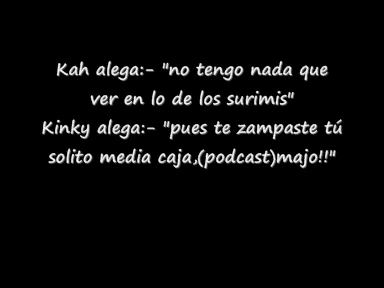 Kah alega:- "no tengo nada que
ver en lo de los surimis"
Kinky alega:- "pues te zampaste tú
solito media caja,(podcast)majo!!"